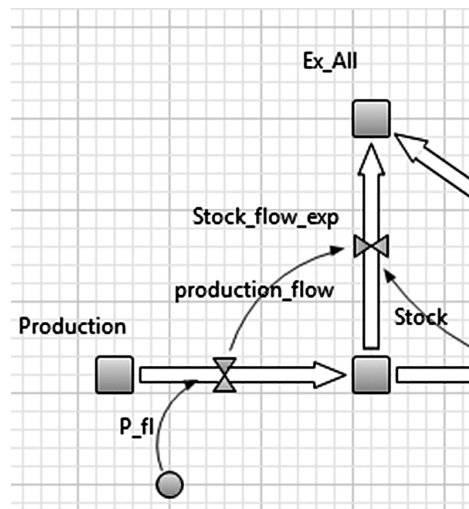 Ex_All
Stock_flow_exp
production_flow
Production
Stock
P_fl